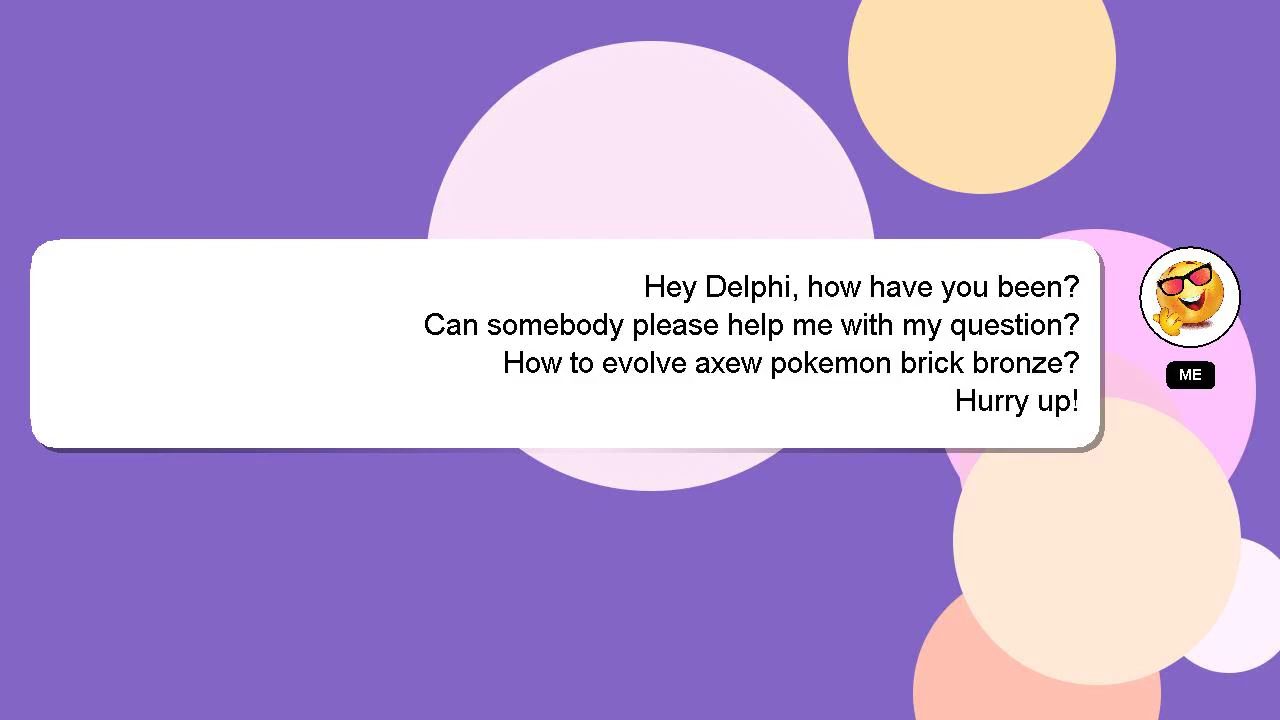 Hey Delphi, how have you been?
Can somebody please help me with my question?
How to evolve axew pokemon brick bronze?
Hurry up!
ME